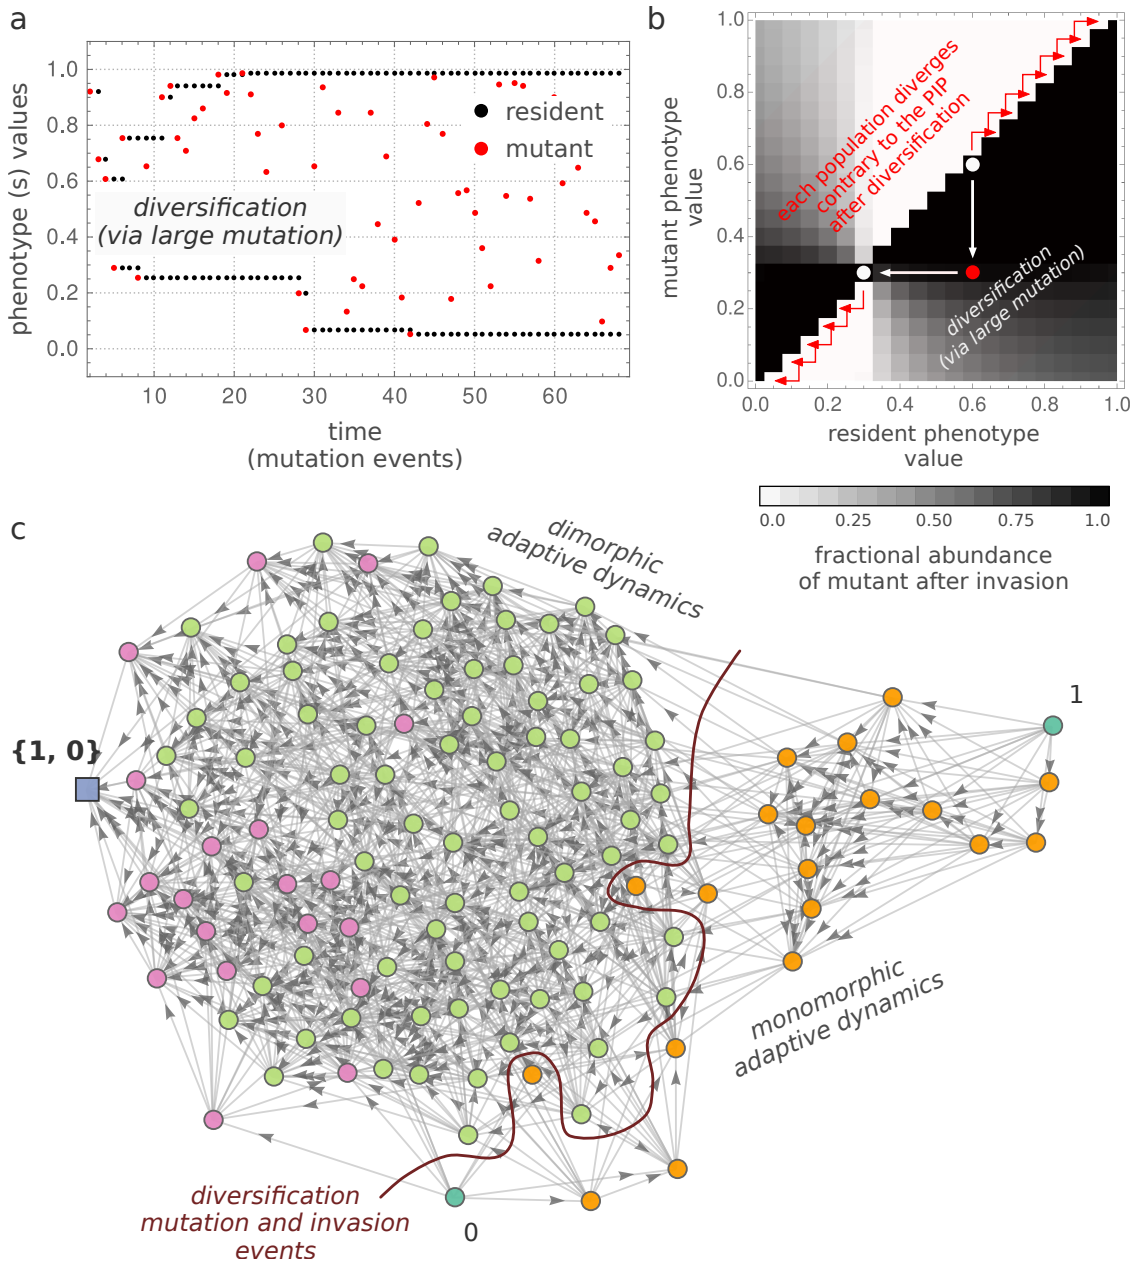 a
phenotype (s) values
1.0
0.8
0.6
0.4
0.2
0.0
resident
mutant
diversification
(via large mutation)
10
20
30
40
50
60
time
(mutation events)
b
mutant phenotype
value
1.0
0.8
0.6
0.4
0.2
0.0
each population diverges
contrary to the PIP
after diversification
diversification
(via large mutation)
0.0
0.2
0.4
0.6
0.8
1.0
resident phenotype
value
0.0
0.25
0.50
0.75
1.0
fractional abundance
of mutant after invasion
c
dimorphic
adaptive dynamics
1
{1, 0}
monomorphic
adaptive dynamics
diversification
mutation and invasion
events
0